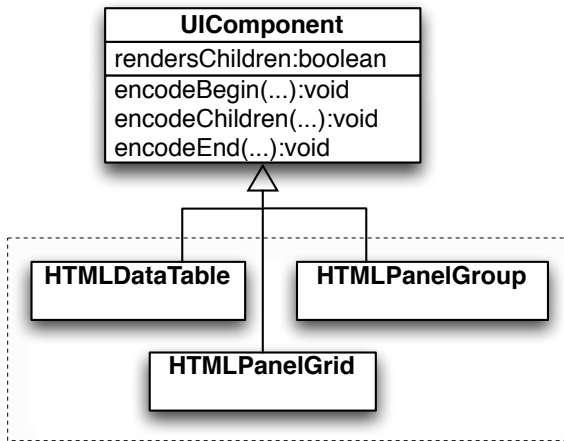 UIComponent
rendersChildren:boolean
encodeBegin(...):void
encodeChildren(...):void
encodeEnd(...):void
HTMLDataTable
HTMLPanelGroup
HTMLPanelGrid